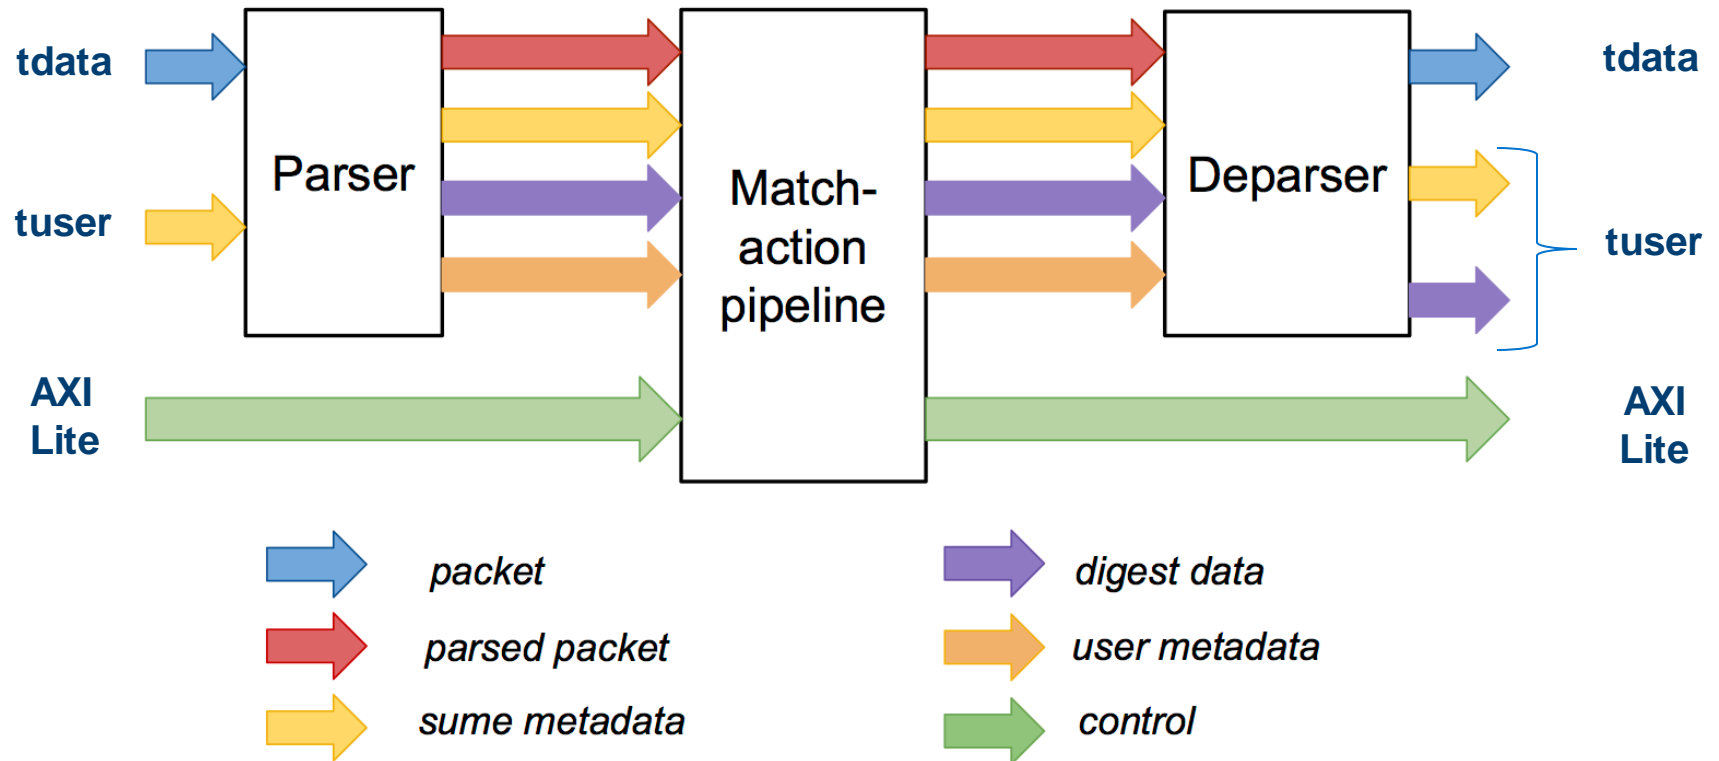 tdata
tuser
AXI
Lite
Parser
Match-
action
pipeline
Deparser
tdata
tuser
AXI
Lite
packet
parsed packet
sume metadata
digest data
user metadata
control